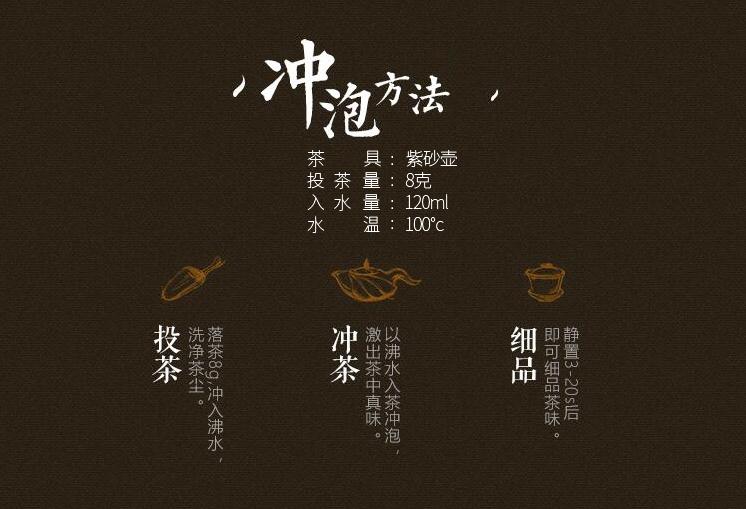 冲泡方法
茶具：紫砂壶
投茶量：8克
入水量：120ml
水温：100°c
投茶
落茶8g,冲入沸水，
洗净茶尘。
冲茶
以沸水入茶冲泡，
激出茶中真味。
细品
静置3-20s后
即可细品茶味。